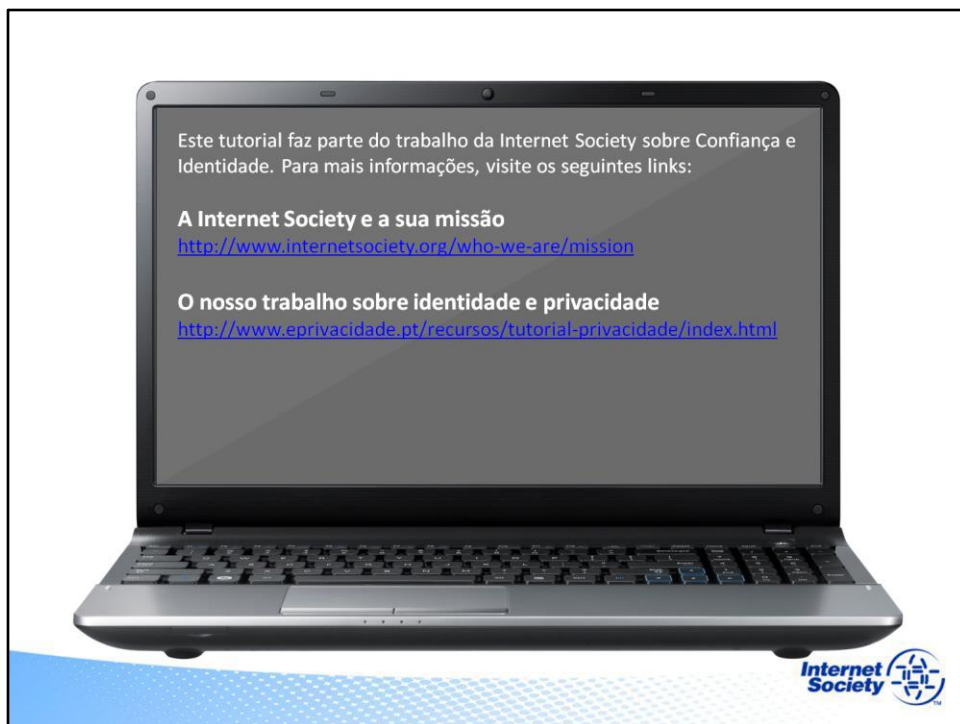 Este tutorial faz parte do trabalho da Internet Society sobre Confiança e
Identidade. Para mais informações, visite os seguintes links:
A Internet Society e a sua missão
http://www.internetsociety.org/who-we-are/mission
O nosso trabalho sobre identidade e privacidade
http://www.eprivacidade.pt/recursos/tutorial-privacidade/index.html
Internet
Society
TM